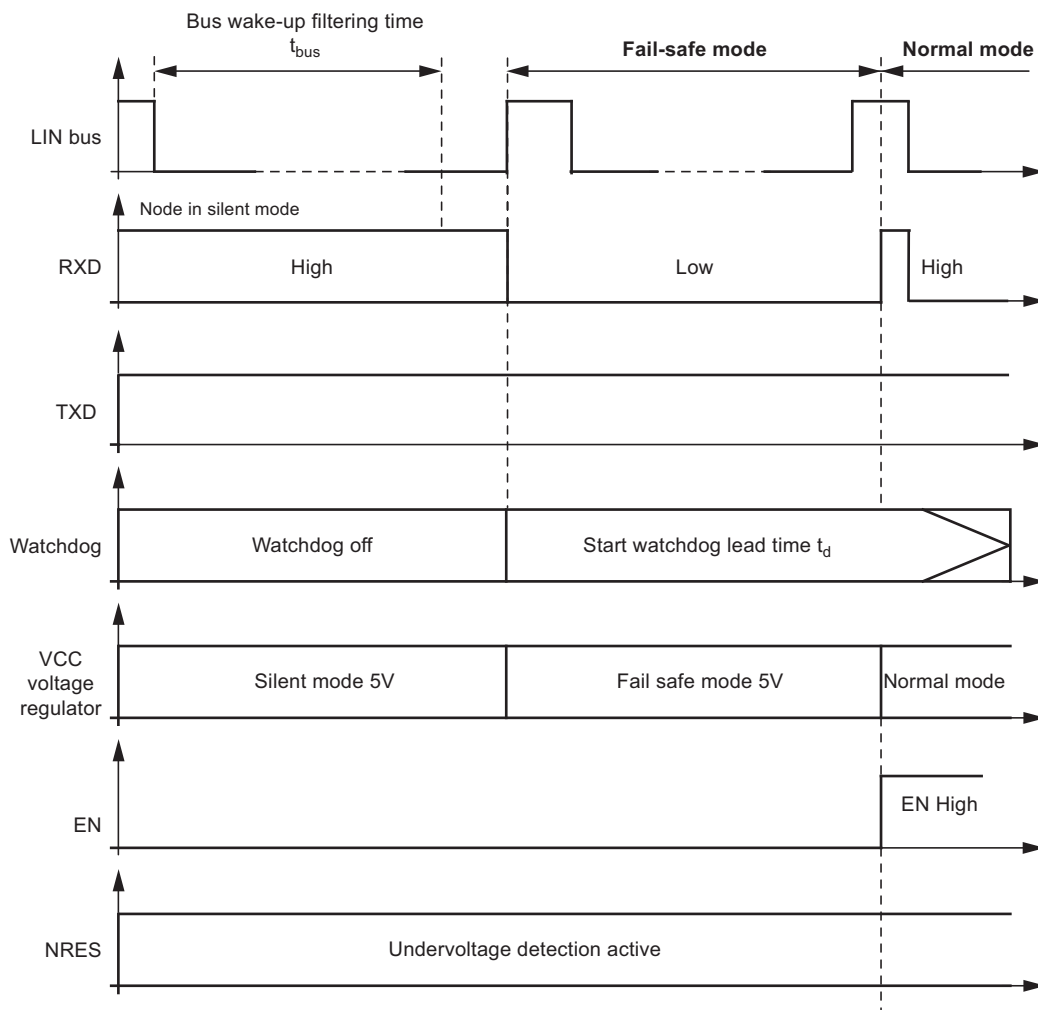 Bus wake-up filtering time
t_bus
Fail-safe mode
Normal mode
LIN bus
Node in silent mode
RXD
High
Low
High
TXD
Watchdog
Watchdog off
Start watchdog lead time t_d
VCC
voltage
regulator
Silent mode 5V
Fail safe mode 5V
Normal mode
EN
EN High
NRES
Undervoltage detection active